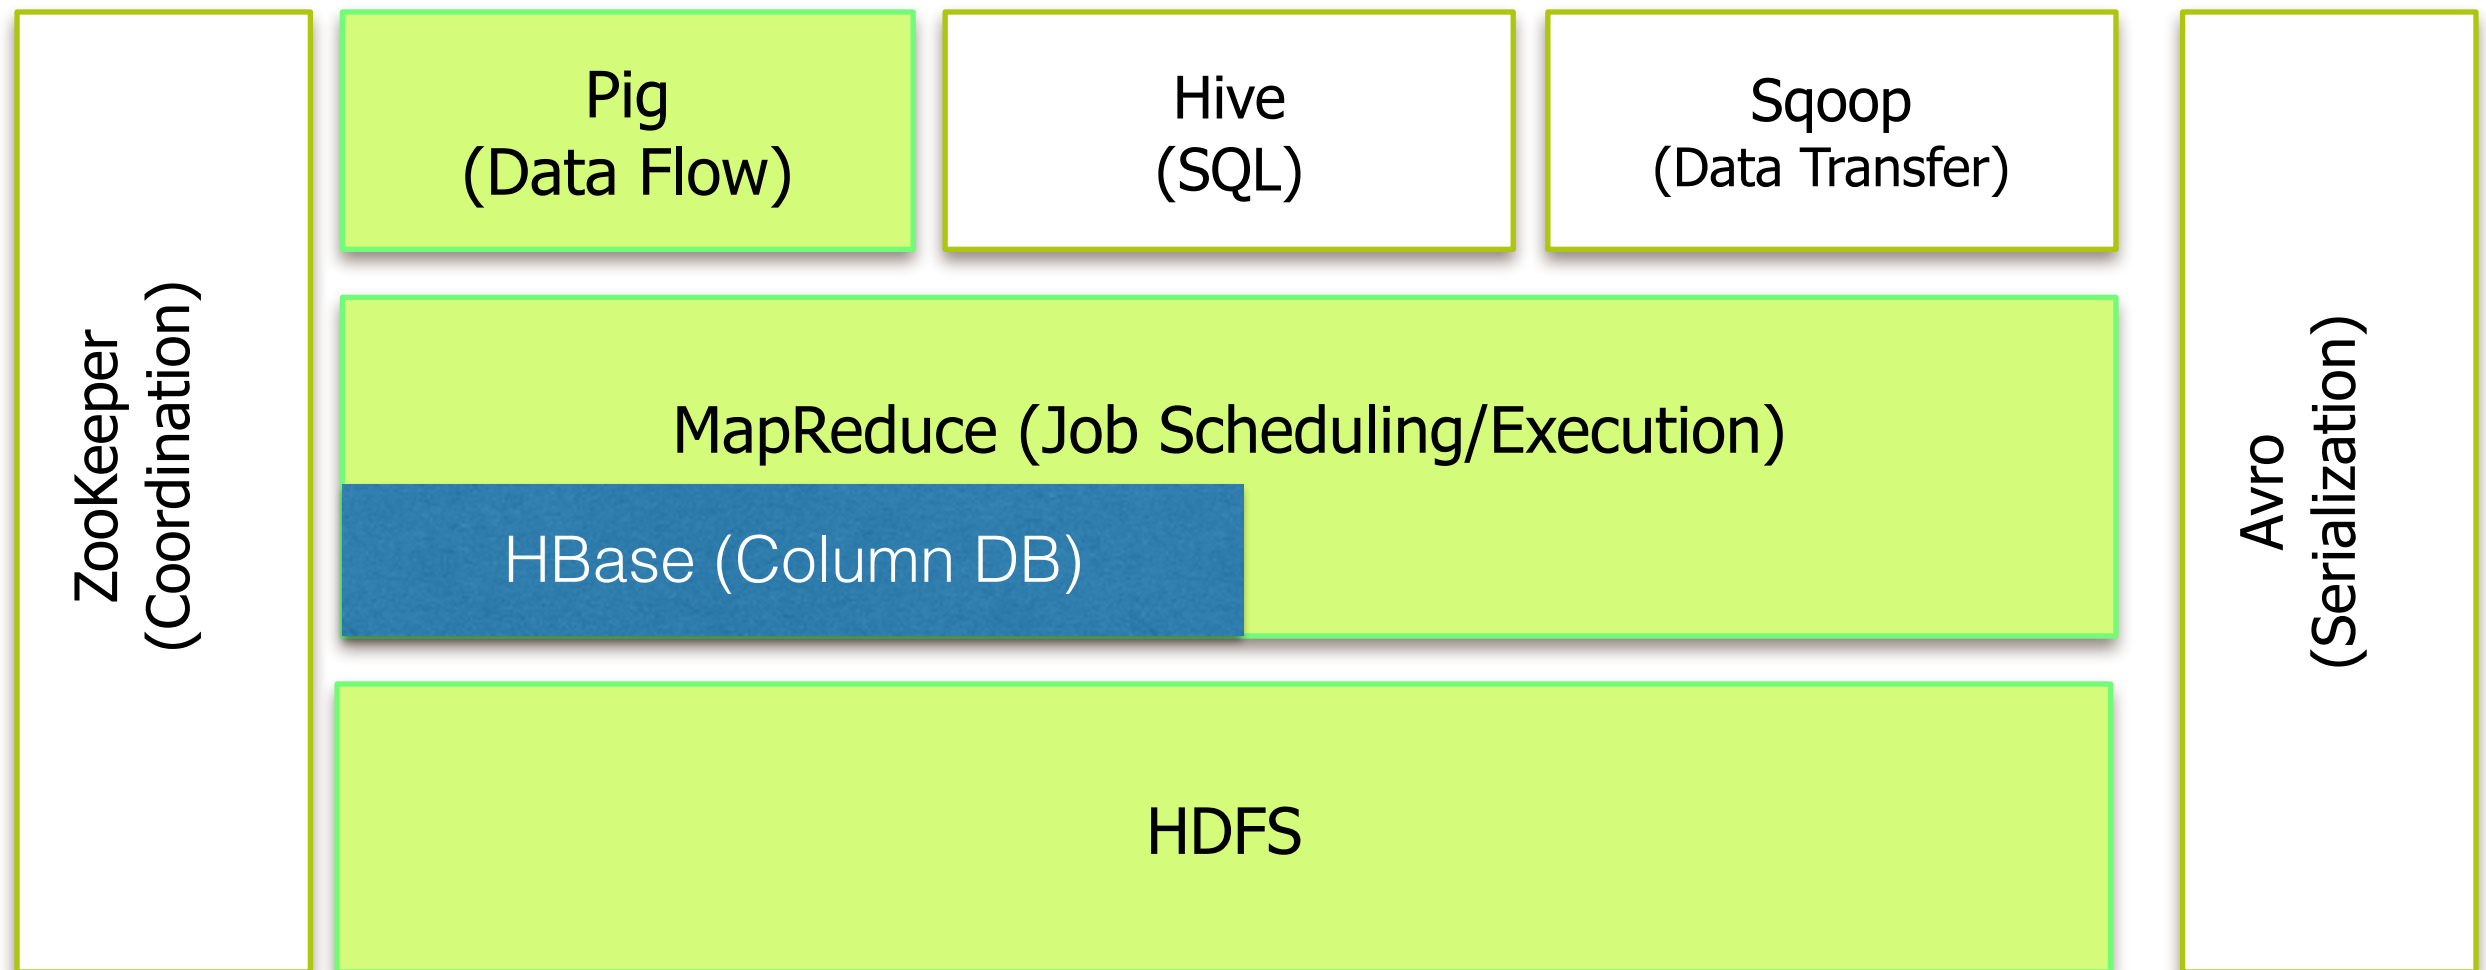 ZooKeeper
(Coordination)
Pig
(Data Flow)
Hive
(SQL)
Sqoop
(Data Transfer)
MapReduce (Job Scheduling/Execution)
HBase (Column DB)
HDFS
Avro
(Serialization)